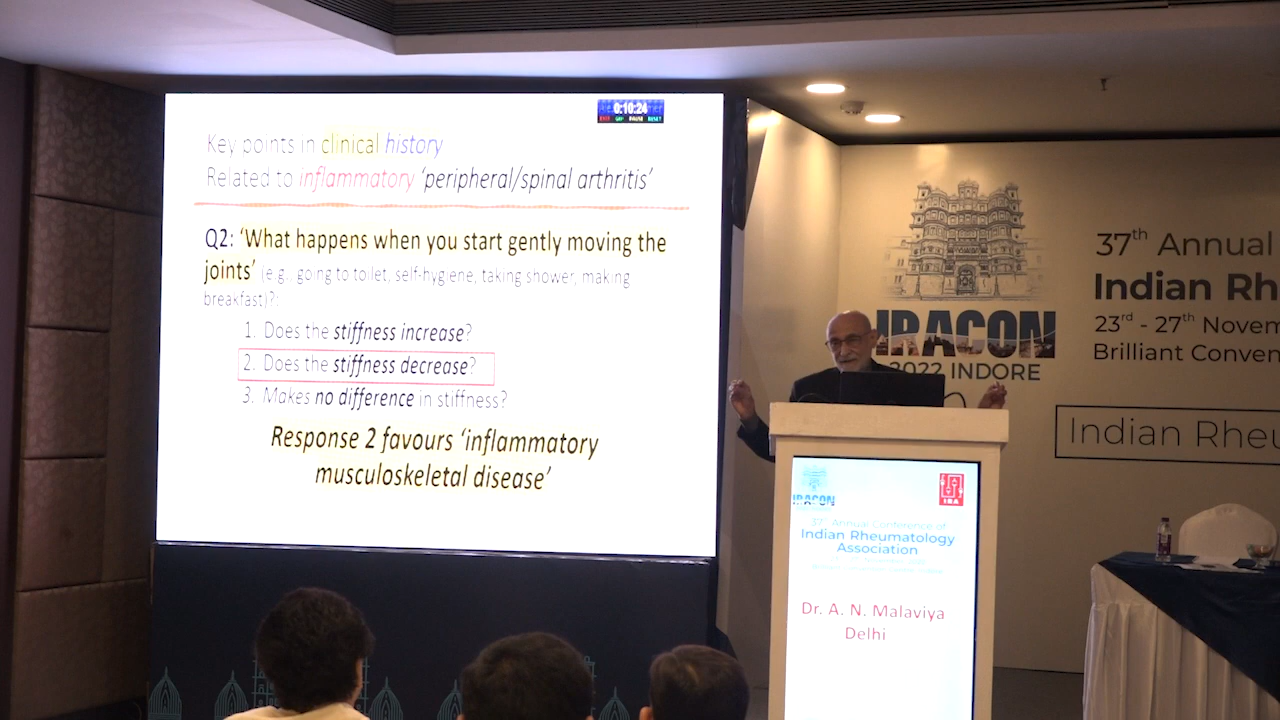 0:10:24
Key points in clinical history
Related to inflammatory ‘peripheral/spinal arthritis’
Q2: ‘What happens when you start gently moving the
joints’ (e.g., going to toilet, self-hygiene, taking shower, making
breakfast)?:
1. Does the stiffness increase?
2. Does the stiffness decrease?
3. Makes no difference in stiffness?
Response 2 favours ‘inflammatory
musculoskeletal disease’
37th Annual
Indian Rh
23rd - 27th Novem
Brilliant Conven
IRACON
2022 INDORE
Indian Rheu
IRACON
IRA
37th Annual Conference of
Indian Rheumatology
Association
Dr. A. N. Malaviya
Delhi